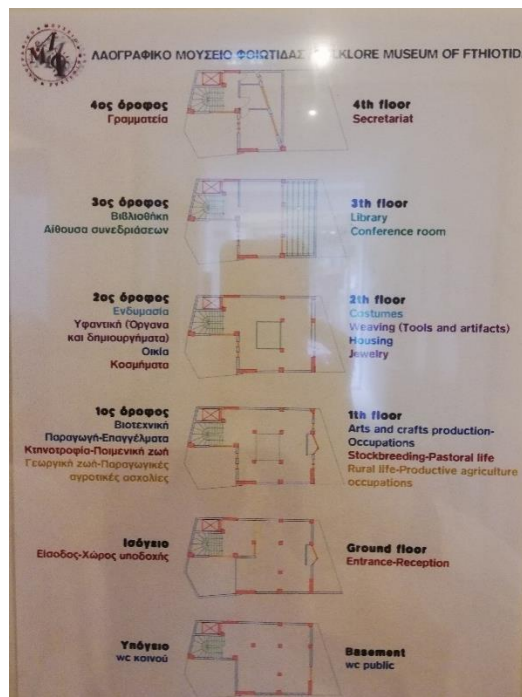 ΛΑΟΓΡΑΦΙΚΟ ΜΟΥΣΕΙΟ ΦΘΙΩΤΙΔΑΣ KLORE MUSEUM OF FTHIOTID
4ος όροφος
Γραμματεία
4th floor
Secretariat
3ος όροφος
Βιβλιοθήκη
Αίθουσα συνεδριάσεων
3th floor
Library
Conference room
2ος όροφος
Ενδυμασία
Υφαντική (Όργανα
και δημιουργήματα)
Οικία
Κοσμήματα
2th floor
Costumes
Weaving (Tools and artifacts)
Housing
Jewelry
1ος όροφος
Βιοτεχνική
Παραγωγή-Επαγγέλματα
Κτηνοτροφία-Ποιμενική ζωή
Γεωργική ζωή-Παραγωγικές
αγροτικές ασχολίες
1th floor
Arts and crafts production-
Occupations
Stockbreeding-Pastoral life
Rural life-Productive agriculture
occupations
Ισόγειο
Είσοδος-Χώρος υποδοχής
Ground floor
Entrance-Reception
Υπόγειο
wc κοινού
Basement
wc public